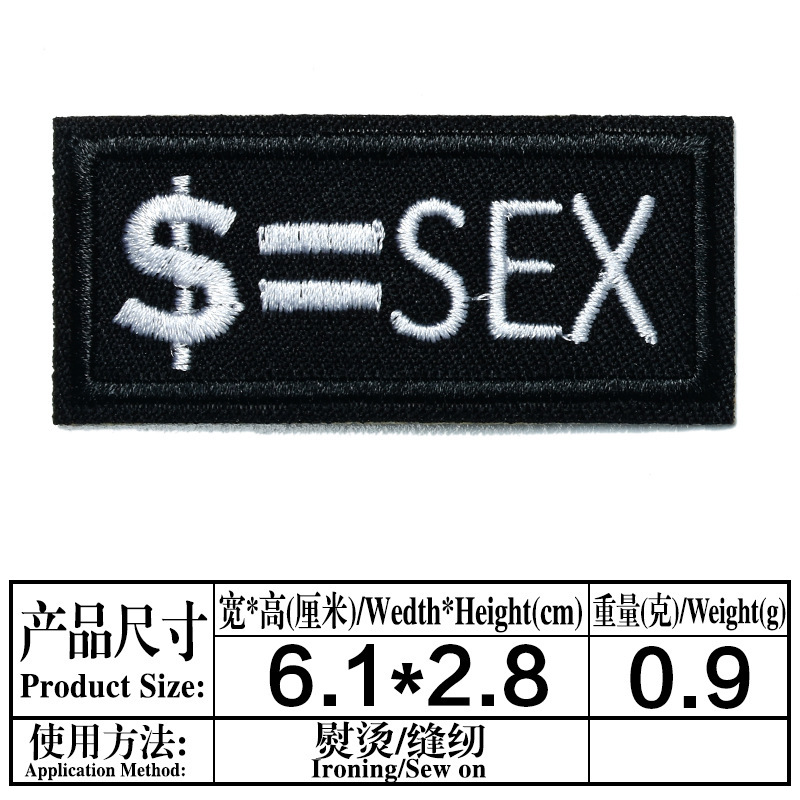 $=SEX
产品尺寸
Product Size:
宽*高(厘米)/Wedth*Height(cm)
6.1*2.8
重量(克)/Weight(g)
0.9
使用方法:
Application Method:
熨烫/缝纫
Ironing/Sew on